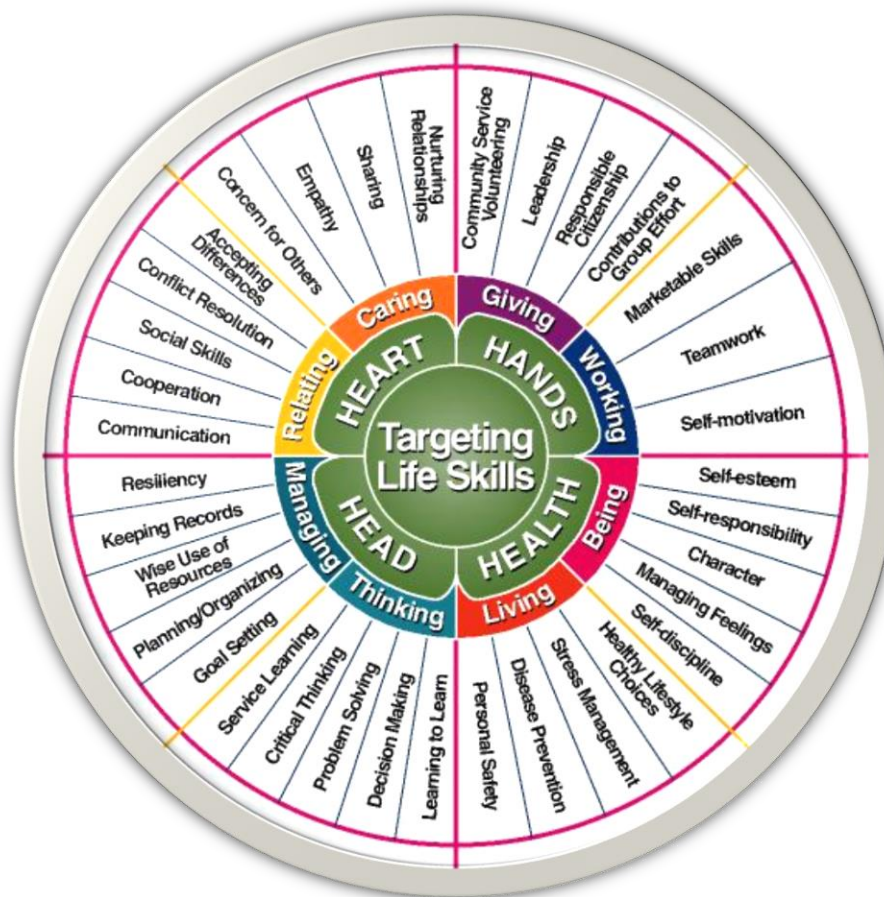 Targeting
Life Skills
HEART
HANDS
HEALTH
HEAD
Caring
Giving
Working
Being
Living
Thinking
Managing
Relating
Nurturing
Relationships
Sharing
Empathy
Concern for Others
Community Service
Volunteering
Leadership
Responsible
Citizenship
Contributions to
Group Effort
Marketable Skills
Teamwork
Self-motivation
Self-esteem
Self-responsibility
Character
Managing Feelings
Self-discipline
Healthy Lifestyle
Choices
Stress Management
Disease Prevention
Personal Safety
Learning to Learn
Decision Making
Problem Solving
Critical Thinking
Service Learning
Goal Setting
Planning/Organizing
Wise Use of
Resources
Keeping Records
Resiliency
Communication
Cooperation
Social Skills
Conflict Resolution
Accepting
Differences